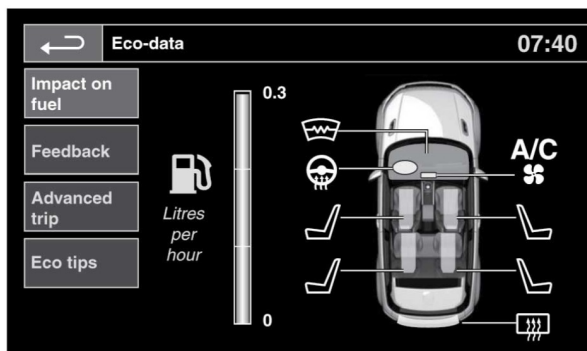 Eco-data
07:40
Impact on
fuel
Feedback
Advanced
trip
Eco tips
Litres
per
hour
0.3
0
A/C